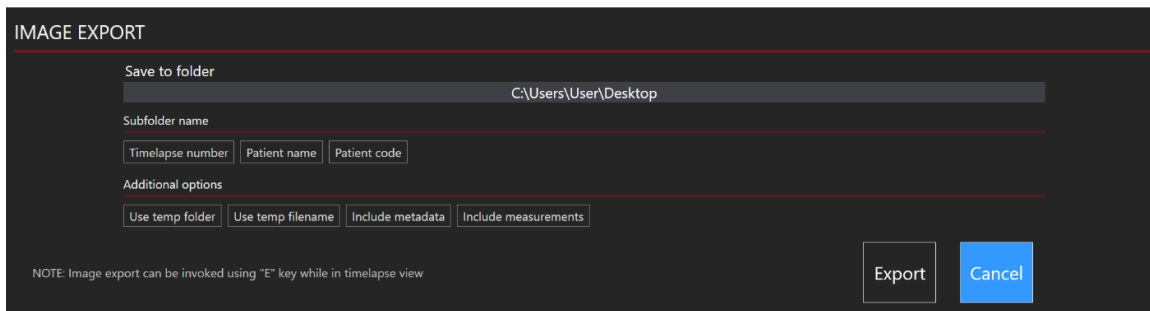 IMAGE EXPORT
Save to folder
C:\Users\User\Desktop
Subfolder name
Timelapse number Patient name Patient code
Additional options
Use temp folder Use temp filename Include metadata Include measurements
NOTE: Image export can be invoked using "E" key while in timelapse view
Export Cancel